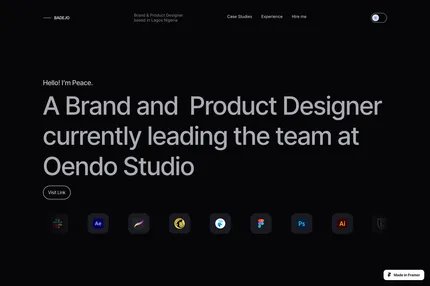 BADEJO
Brand & Product Designer
based in Lagos Nigeria
Case Studies
Experience
Hire me
Hello! I'm Peace.
A Brand and Product Designer
currently leading the team at
Oendo Studio
Visit Link
Ae
Ps
Ai
Made in Framer